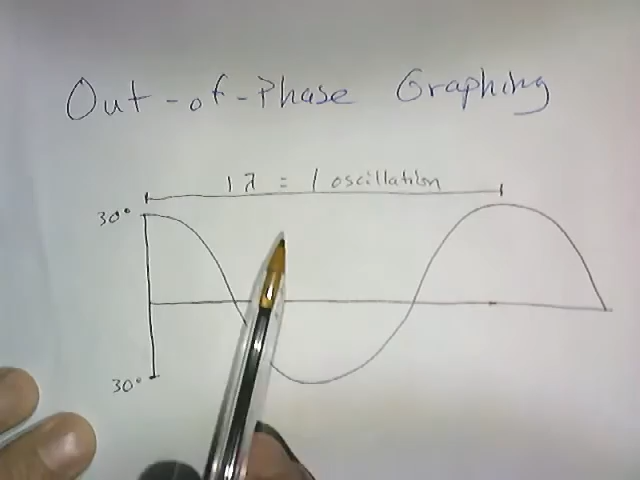 Out-of-Phase Graphing
1 λ = 1 oscillation
30°
30°